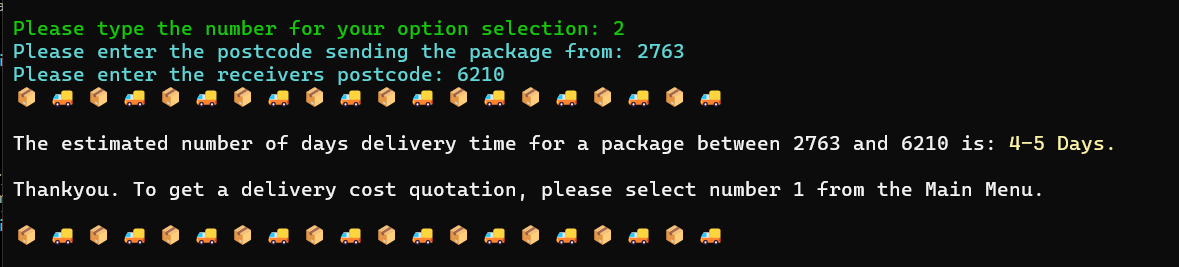 Please type the number for your option selection: 2
Please enter the postcode sending the package from: 2763
Please enter the receivers postcode: 6210
The estimated number of days delivery time for a package between 2763 and 6210 is: 4-5 Days.
Thankyou. To get a delivery cost quotation, please select number 1 from the Main Menu.